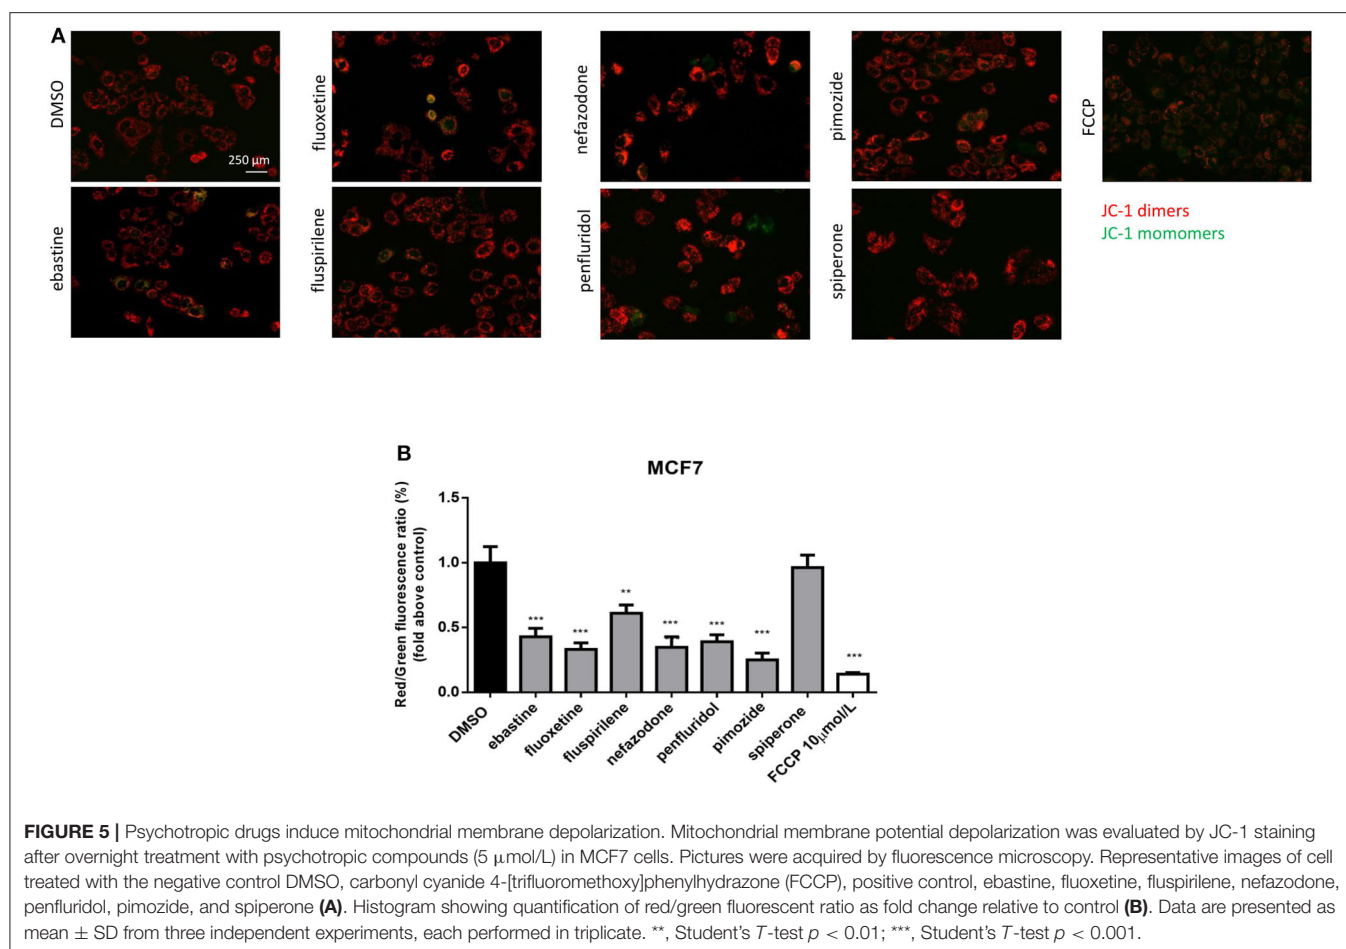 A
DMSO
250 µm
fluoxetine
nefazodone
pimozide
FCCP
ebastine
fluspirilene
penfluridol
spiperone
JC-1 dimers
JC-1 momomers
B
MCF7
Red/Green fluorescence ratio (%)
(fold above control)
1.5
1.0
0.5
0.0
***
***
**
***
***
***
***
DMSO
ebastine
fluoxetine
fluspirilene
nefazodone
penfluridol
pimozide
spiperone
FCCP 10µmol/L
FIGURE 5 | Psychotropic drugs induce mitochondrial membrane depolarization. Mitochondrial membrane potential depolarization was evaluated by JC-1 staining
after overnight treatment with psychotropic compounds (5 µmol/L) in MCF7 cells. Pictures were acquired by fluorescence microscopy. Representative images of cell
treated with the negative control DMSO, carbonyl cyanide 4-[trifluoromethoxy]phenylhydrazone (FCCP), positive control, ebastine, fluoxetine, fluspirilene, nefazodone,
penfluridol, pimozide, and spiperone (A). Histogram showing quantification of red/green fluorescent ratio as fold change relative to control (B). Data are presented as
mean ± SD from three independent experiments, each performed in triplicate. **, Student's T-test p < 0.01; ***, Student's T-test p < 0.001.